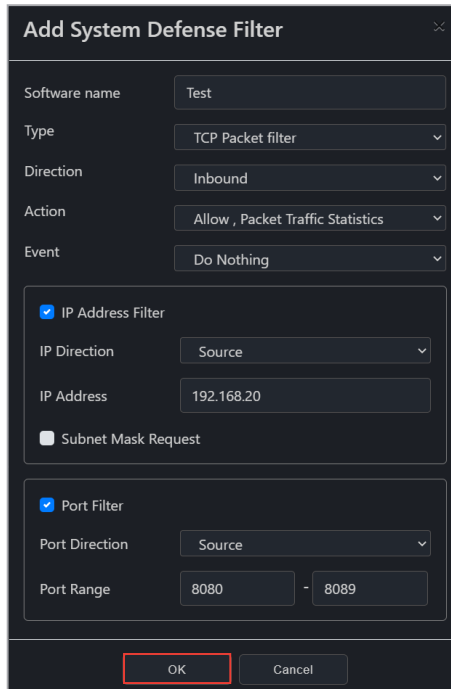 Add System Defense Filter
Software name Test
Type TCP Packet filter
Direction Inbound
Action Allow , Packet Traffic Statistics
Event Do Nothing
IP Address Filter
IP Direction Source
IP Address 192.168.20
Subnet Mask Request
Port Filter
Port Direction Source
Port Range 8080 - 8089
OK Cancel